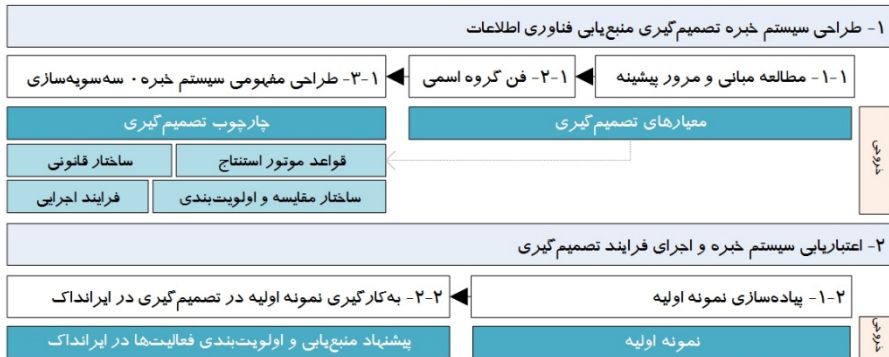 ۱- طراحی سیستم خبره تصمیم‌گیری منبع‌یابی فناوری اطلاعات
۱-۱- مطالعه مبانی و مرور پیشینه
۲-۱- فن گروه اسمی
۳-۱- طراحی مفهومی سیستم خبره۰ سه‌سویه‌سازی
خروجی
معیارهای تصمیم‌گیری
چارچوب تصمیم‌گیری
قواعد موتور استنتاج
ساختار قانونی
ساختار مقایسه و اولویت‌بندی
فرایند اجرایی
۲- اعتباریابی سیستم خبره و اجرای فرایند تصمیم‌گیری
۱-۲- پیاده‌سازی نمونه اولیه
۲-۲- به‌کارگیری نمونه اولیه در تصمیم‌گیری در ایرانداک
خروجی
نمونه اولیه
پیشنهاد منبع‌یابی و اولویت‌بندی فعالیت‌ها در ایرانداک